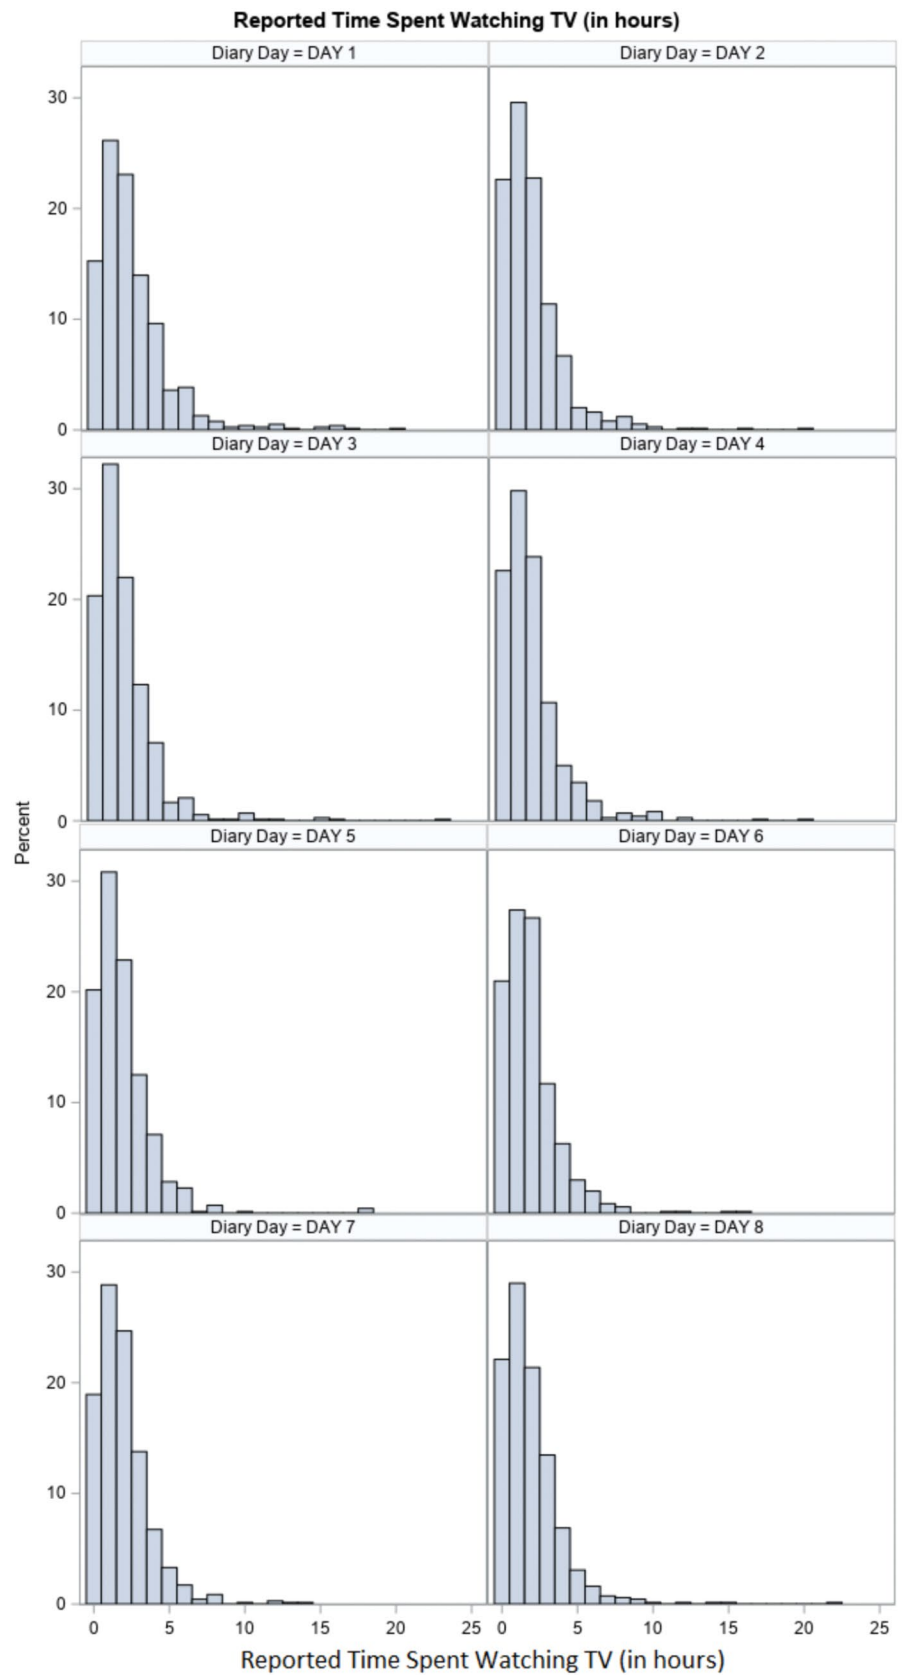 Reported Time Spent Watching TV (in hours)
Diary Day = DAY 1
Diary Day = DAY 2
30
20
10
0
Diary Day = DAY 3
Diary Day = DAY 4
30
20
10
0
Percent
Diary Day = DAY 5
Diary Day = DAY 6
30
20
10
0
Diary Day = DAY 7
Diary Day = DAY 8
30
20
10
0
0 5 10 15 20 25 0 5 10 15 20 25
Reported Time Spent Watching TV (in hours)